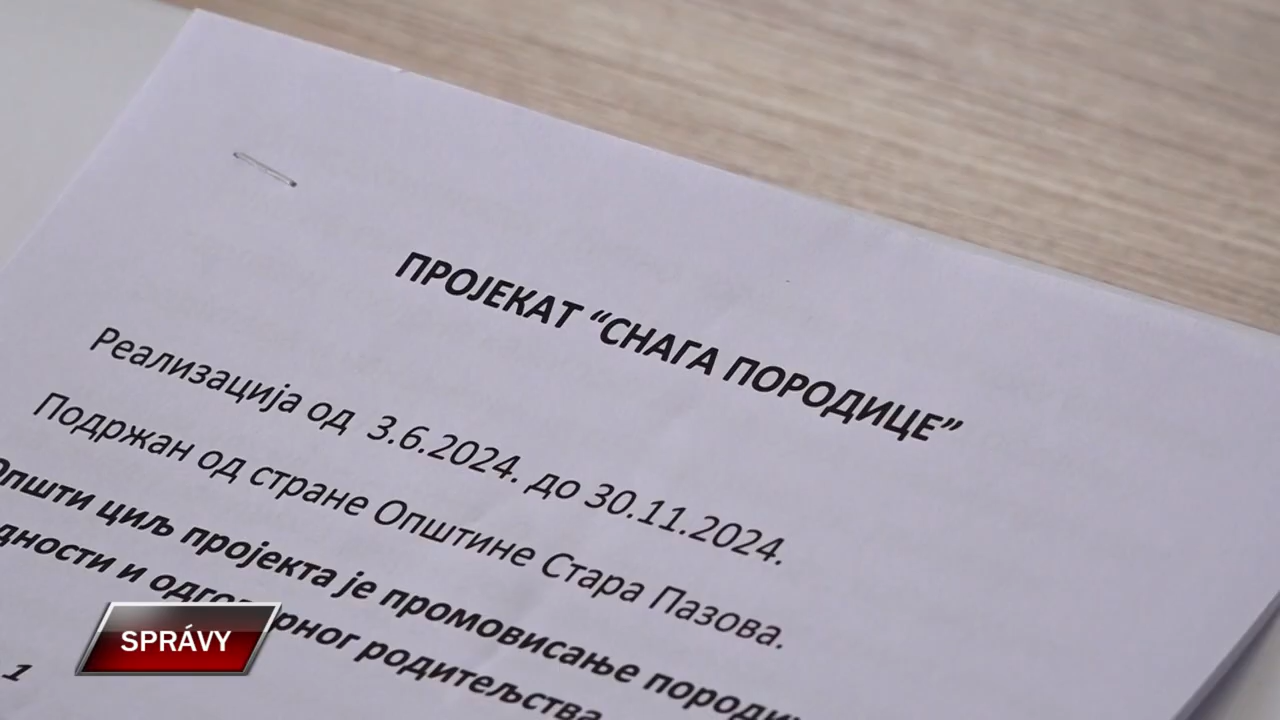 ПРОЈЕКАТ “СНАГА ПОРОДИЦЕ”
Реализација од 3.6.2024. до 30.11.2024.
Подржан од стране Општине Стара Пазова.
Општи циљ пројекта је промовисање
и родитељства
1
SPRÁVY